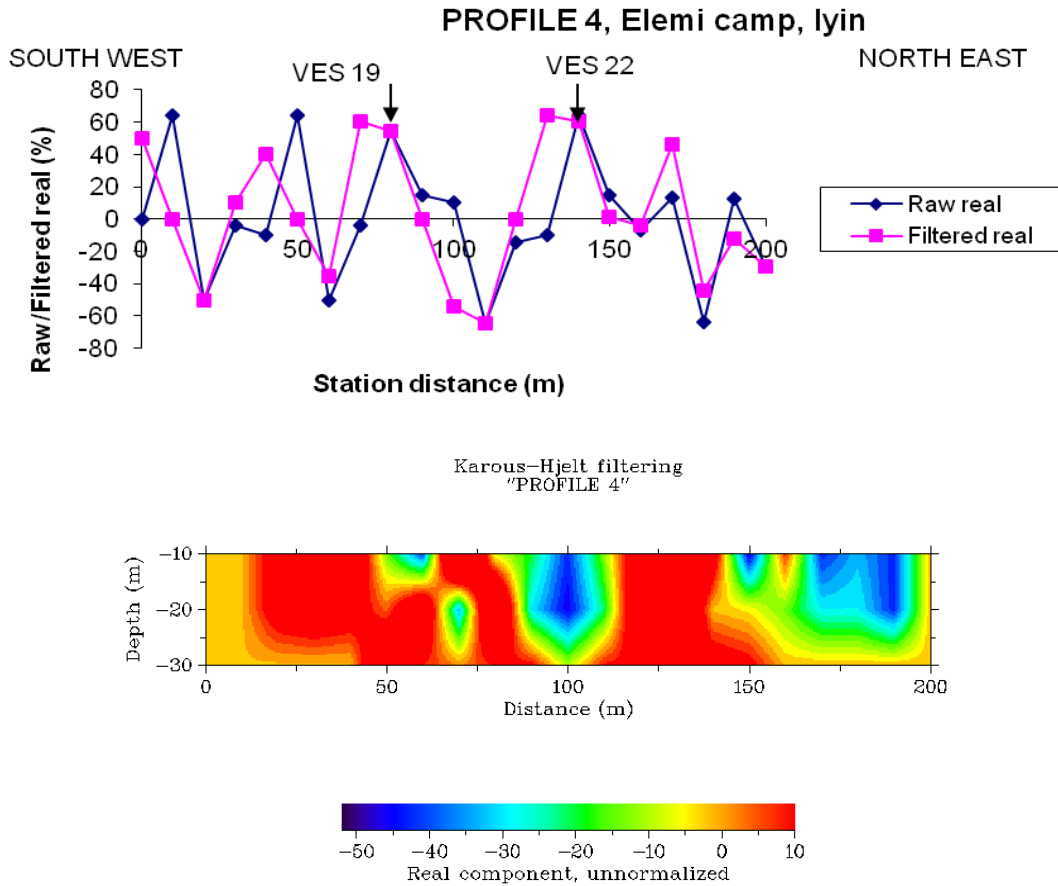 PROFILE 4, Elemi camp, Iyin
SOUTH WEST
NORTH EAST
VES 19
VES 22
Raw/Filtered real (%)
80
60
40
20
0
-20
-40
-60
-80
0 50 100 150 200
Station distance (m)
Raw real
Filtered real
Karous-Hjelt filtering
"PROFILE 4"
Depth (m)
-10
-20
-30
0 50 100 150 200
Distance (m)
-50 -40 -30 -20 -10 0 10
Real component, unnormalized